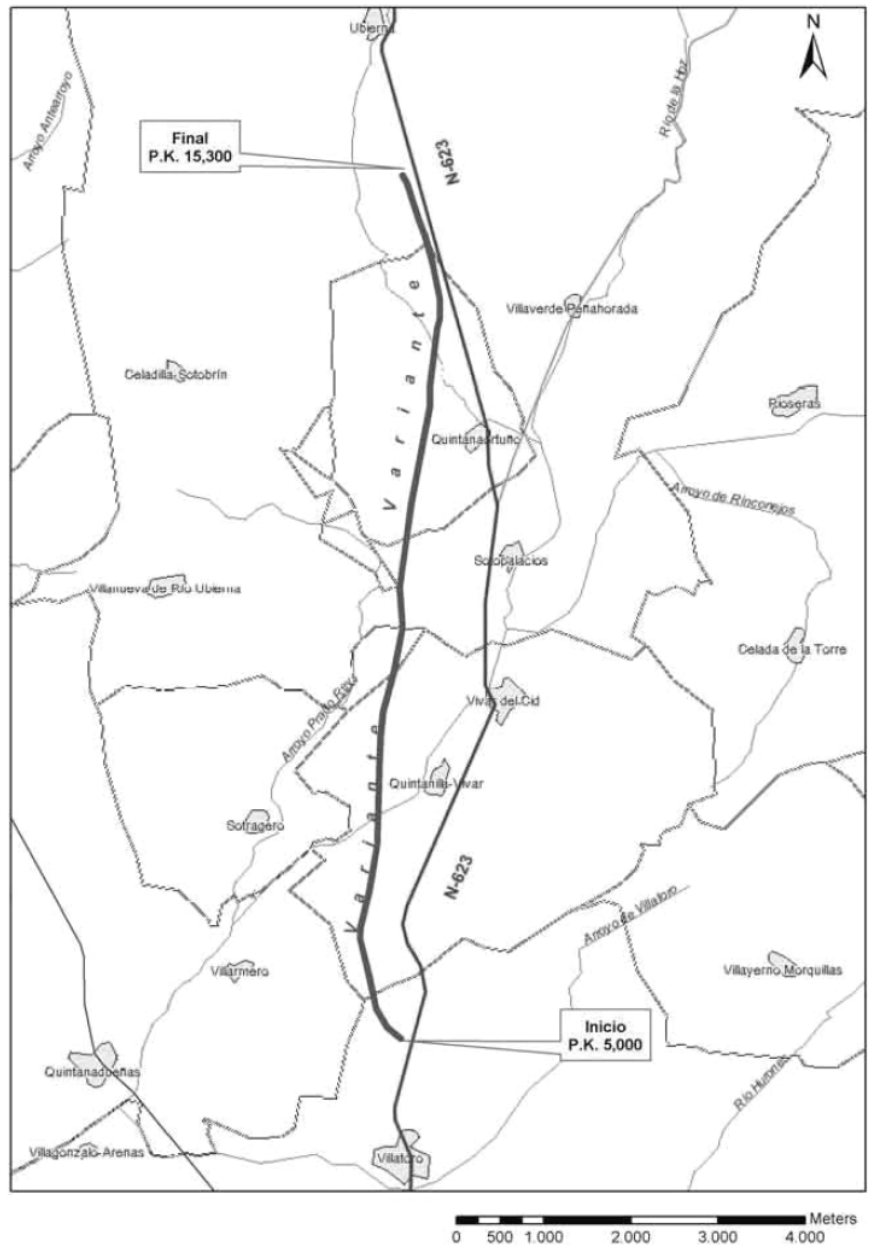 Ubierna
N
Arroyo Antearroyo
Río de la Hoz
Final
P.K. 15,300
N-623
Villaverde Peñahorada
Variante
Celadilla-Sotobrín
Rioseras
Quintanaortuño
Arroyo de Rinconejos
Sotopalacios
Villanueva de Río Ubierna
Celada de la Torre
Arroyo Prado Rílvo
Vivar del Cid
Variante
Quintanilla-Vivar
Sotragero
N-623
Arroyo de Villatoro
Villarmero
Villayerno Morquillas
Inicio
P.K. 5,000
Quintanadueñas
Río Hurones
Villagonzalo-Arenas
Villatoro
Meters
0 500 1.000 2.000 3.000 4.000